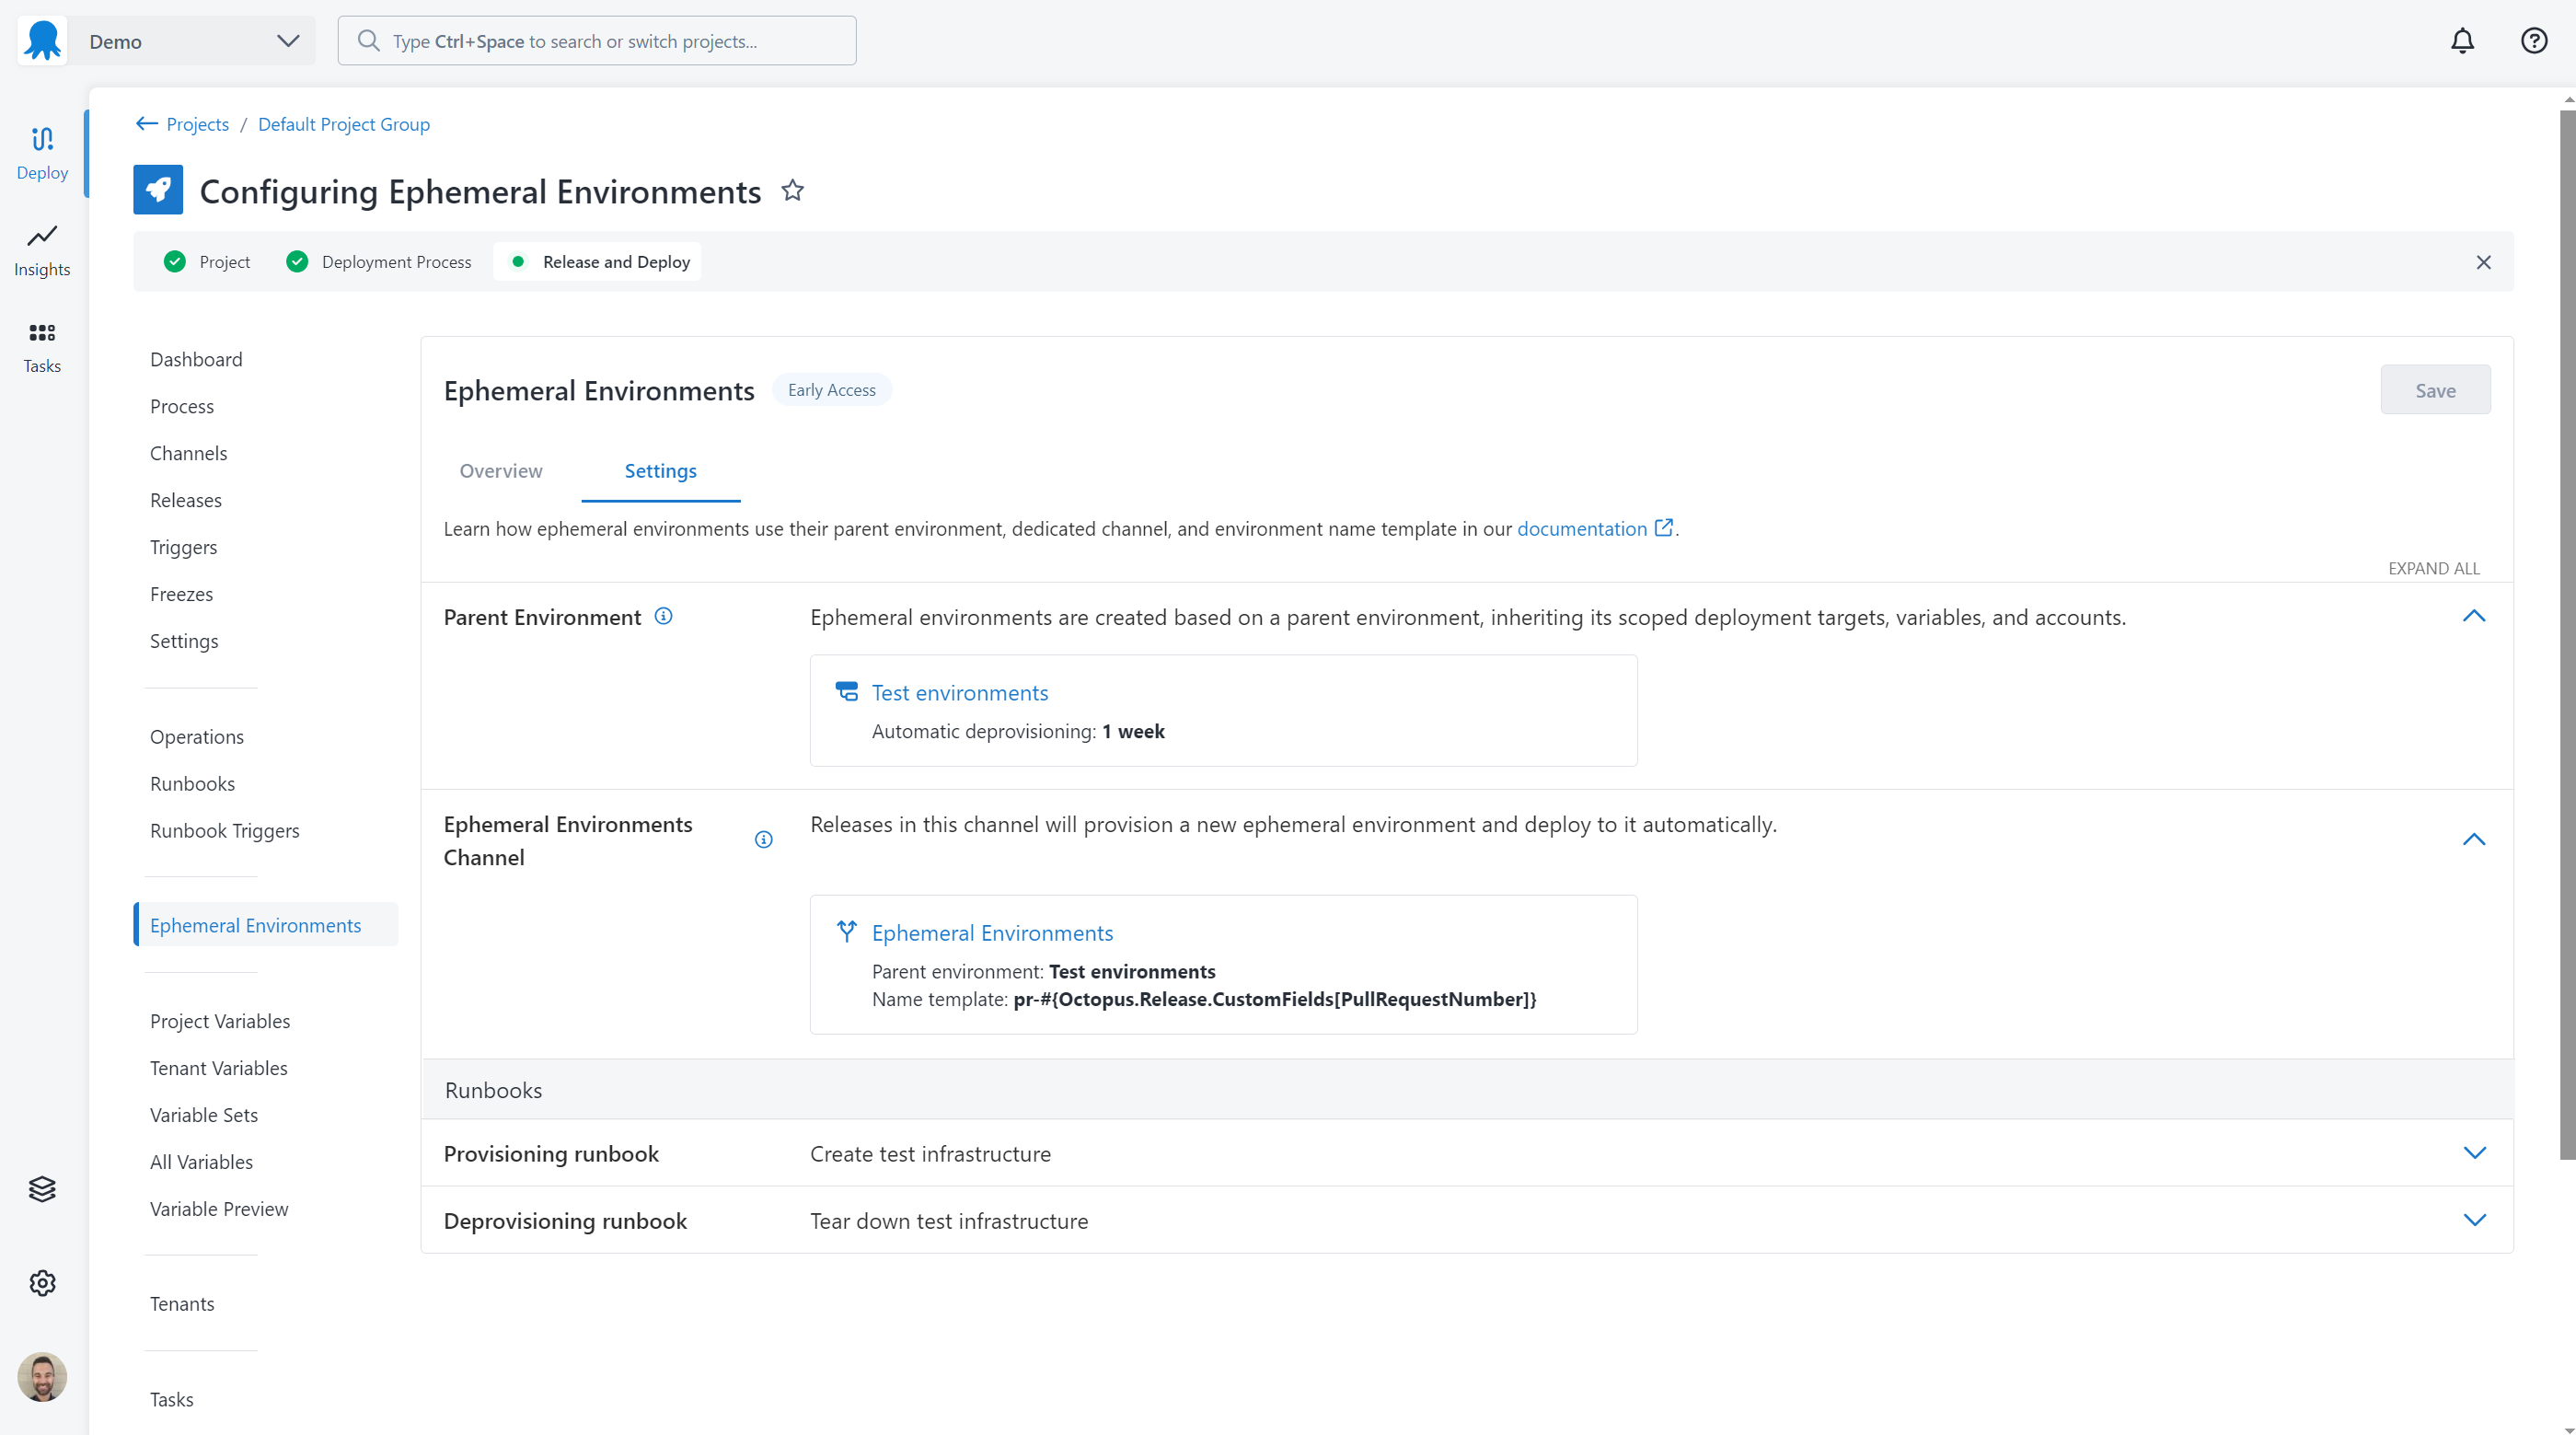 Demo
Type Ctrl+Space to search or switch projects...
Deploy
Insights
Tasks
Projects / Default Project Group
Configuring Ephemeral Environments
Project
Deployment Process
Release and Deploy
Dashboard
Process
Channels
Releases
Triggers
Freezes
Settings
Operations
Runbooks
Runbook Triggers
Ephemeral Environments
Project Variables
Tenant Variables
Variable Sets
All Variables
Variable Preview
Tenants
Tasks
Ephemeral Environments
Early Access
Save
Overview
Settings
Learn how ephemeral environments use their parent environment, dedicated channel, and environment name template in our documentation.
EXPAND ALL
Parent Environment
Ephemeral environments are created based on a parent environment, inheriting its scoped deployment targets, variables, and accounts.
Test environments
Automatic deprovisioning: 1 week
Ephemeral Environments
Channel
Releases in this channel will provision a new ephemeral environment and deploy to it automatically.
Ephemeral Environments
Parent environment: Test environments
Name template: pr-#{Octopus.Release.CustomFields[PullRequestNumber]}
Runbooks
Provisioning runbook
Create test infrastructure
Deprovisioning runbook
Tear down test infrastructure